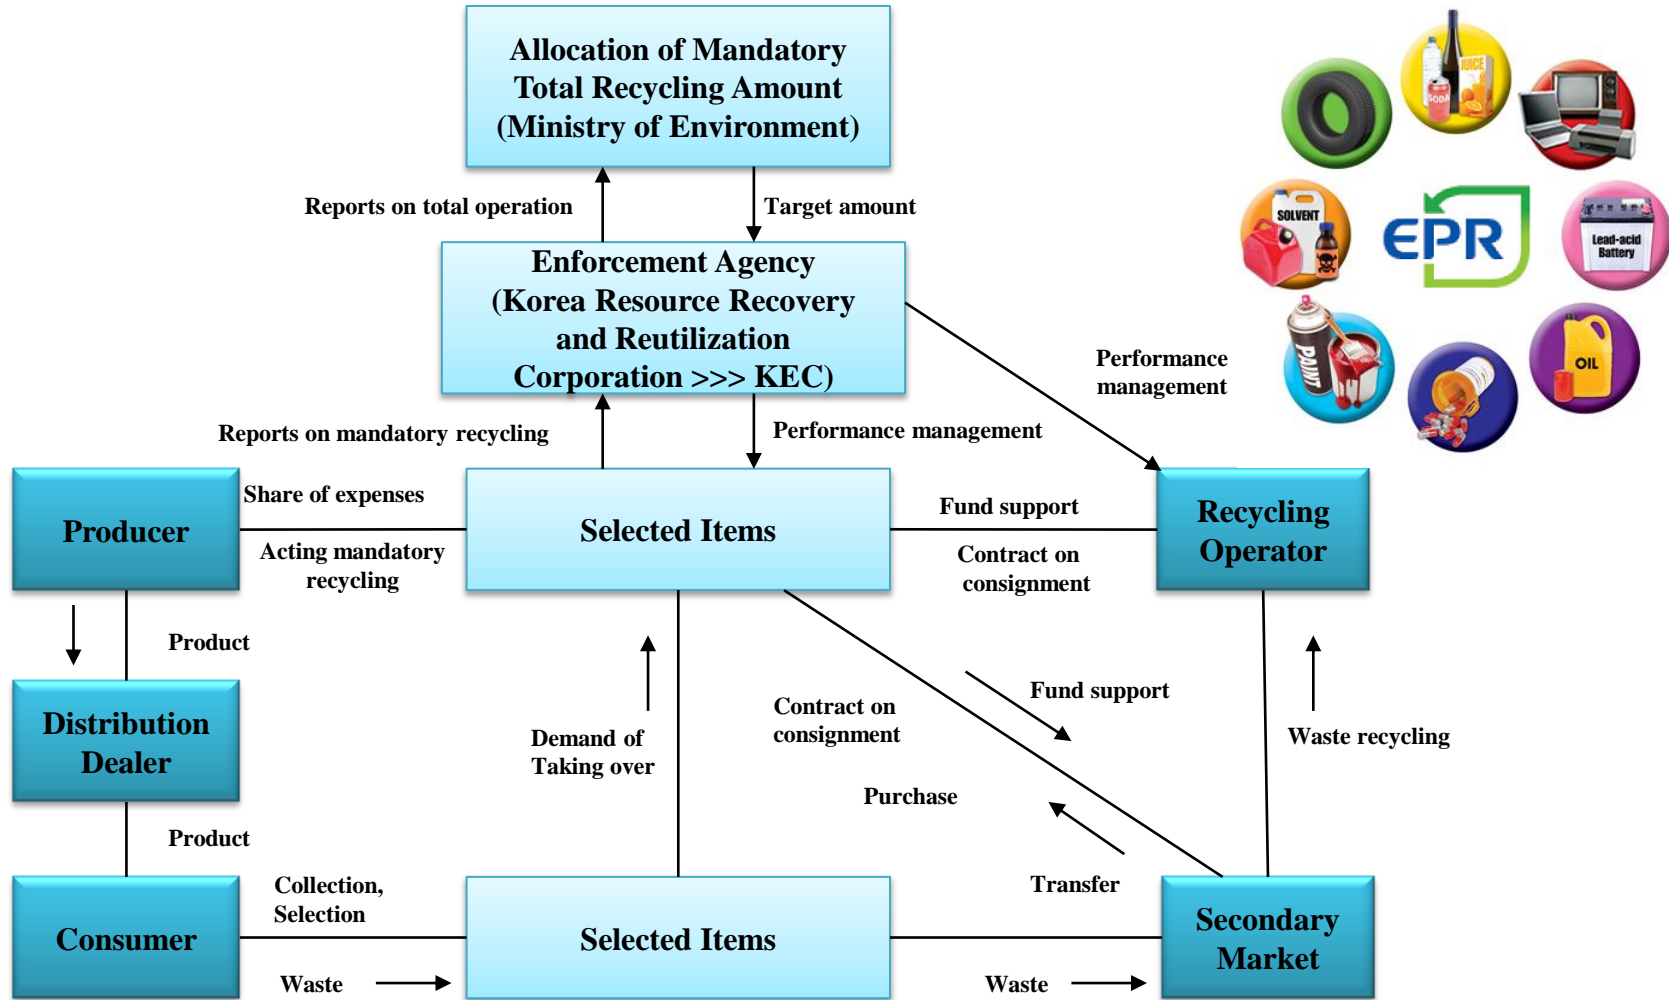 Allocation of Mandatory
Total Recycling Amount
(Ministry of Environment)
JUICE
SODA
Reports on total operation
Target amount
SOLVENT
EPR
Lead-acid
Battery
Enforcement Agency
(Korea Resource Recovery
and Reutilization
Corporation >>> KEC)
Performance
management
PAINT
OIL
Reports on mandatory recycling
Performance management
Producer
Share of expenses
Acting mandatory
recycling
Selected Items
Fund support
Contract on
consignment
Recycling
Operator
Product
Distribution
Dealer
Demand of
Taking over
Contract on
consignment
Fund support
Waste recycling
Purchase
Transfer
Product
Consumer
Collection,
Selection
Waste
Selected Items
Waste
Secondary
Market